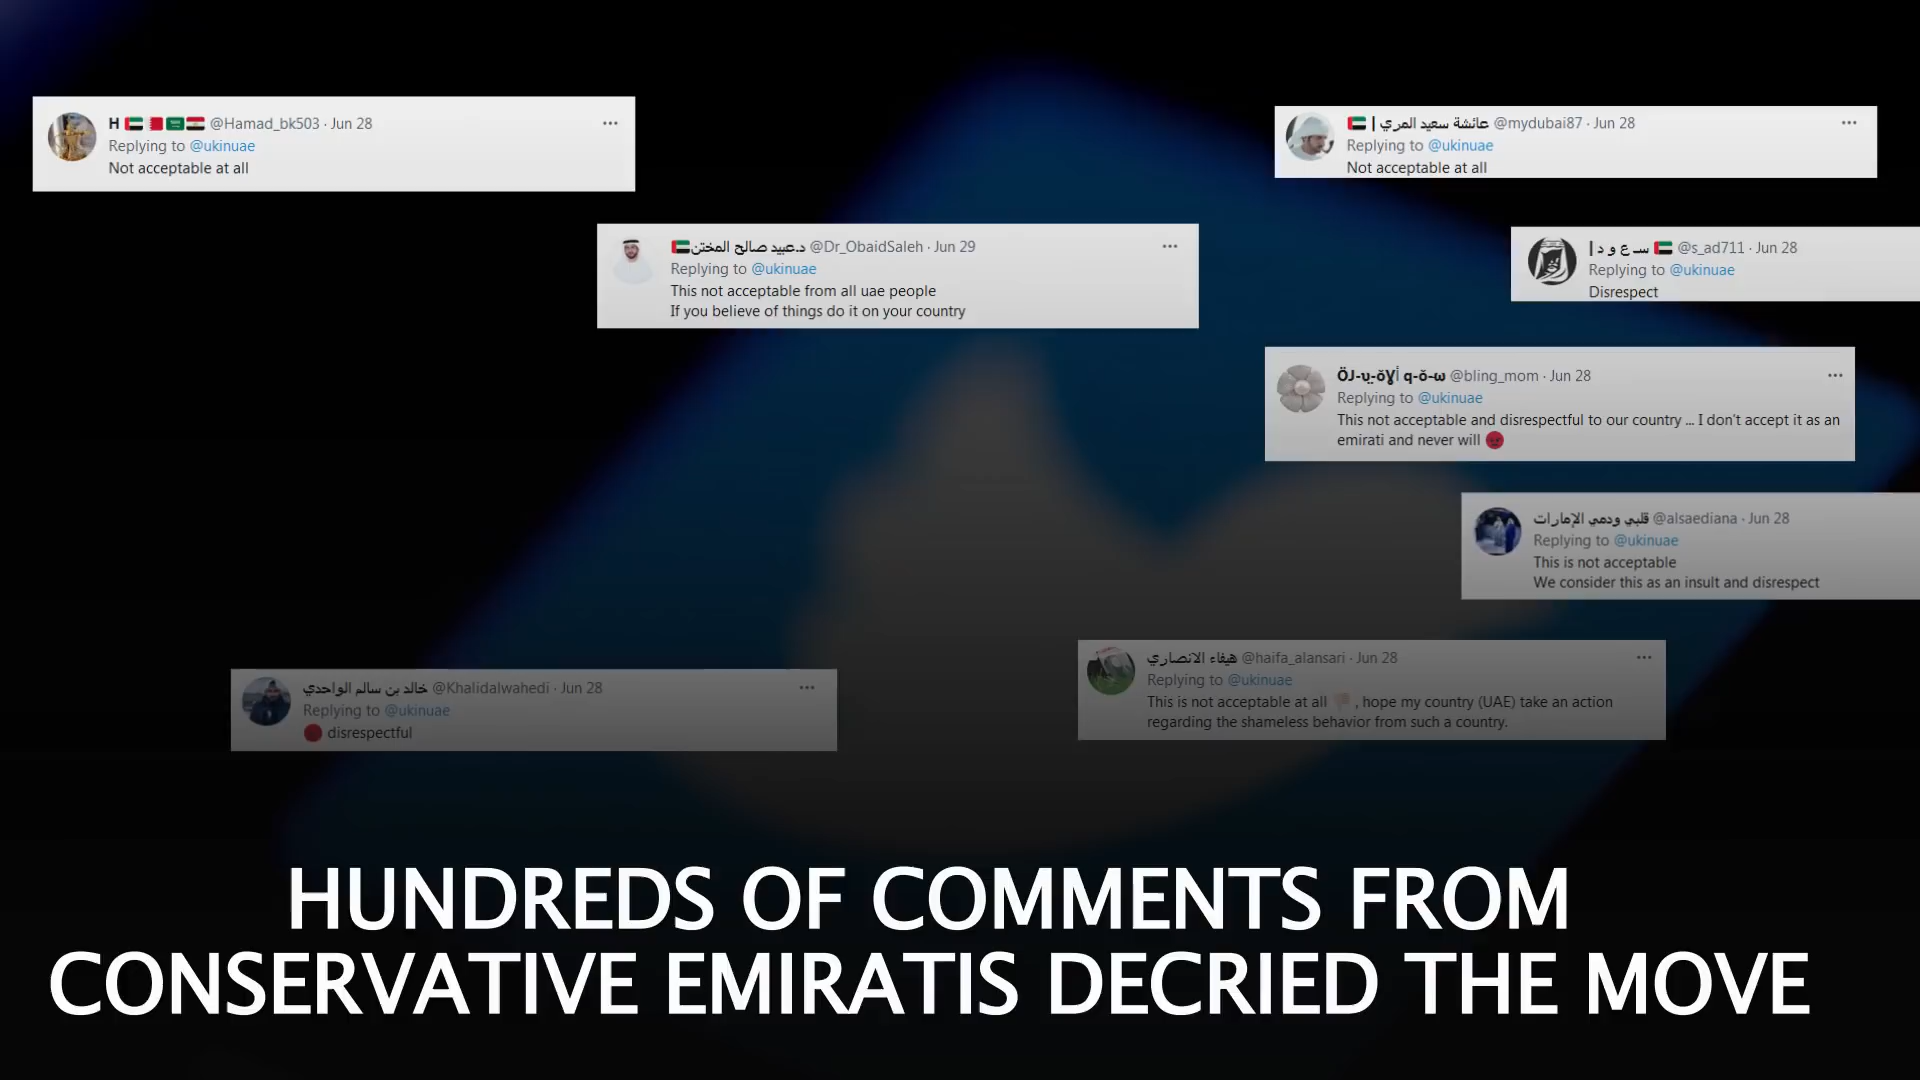 H 🇦🇪 🇧🇭🇸🇦🇪🇬 @Hamad_bk503 · Jun 28
Replying to @ukinuae
Not acceptable at all
🇦🇪 | عائشة سعيد المري @mydubai87 · Jun 28
Replying to @ukinuae
Not acceptable at all
🇦🇪د.عبيد صالح المختن @Dr_ObaidSaleh · Jun 29
Replying to @ukinuae
This not acceptable from all uae people
If you believe of things do it on your country
| سـ ع و د 🇦🇪 @s_ad711 · Jun 28
Replying to @ukinuae
Disrespect
@bling_mom · Jun 28
Replying to @ukinuae
This not acceptable and disrespectful to our country ... I don't accept it as an
emirati and never will 😡
قلبي ودمي الإمارات @alsaediana · Jun 28
Replying to @ukinuae
This is not acceptable
We consider this as an insult and disrespect
هيفاء الانصاري @haifa_alansari · Jun 28
Replying to @ukinuae
This is not acceptable at all 👎🏻 , hope my country (UAE) take an action
regarding the shameless behavior from such a country.
خالد بن سالم الواحدي @Khalidalwahedi · Jun 28
Replying to @ukinuae
🔴 disrespectful
HUNDREDS OF COMMENTS FROM
CONSERVATIVE EMIRATIS DECRIED THE MOVE